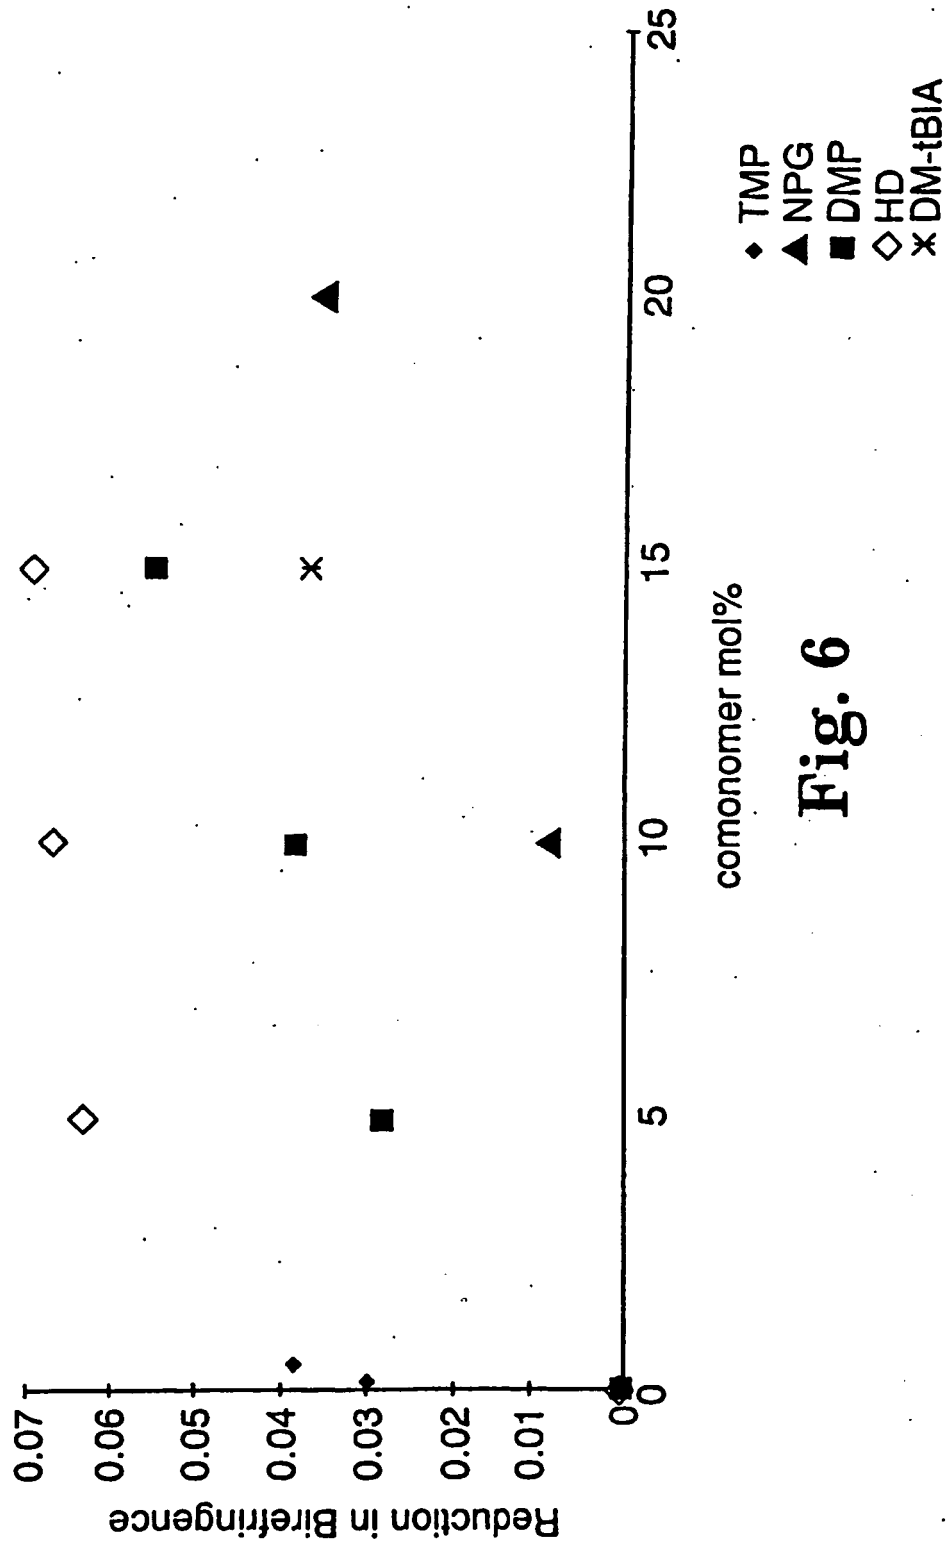 Reduction in Birefringence
0.07
0.06
0.05
0.04
0.03
0.02
0.01
0
0
5
10
15
20
25
comonomer mol%
TMP
NPG
DMP
HD
DM-tBIA
Fig. 6